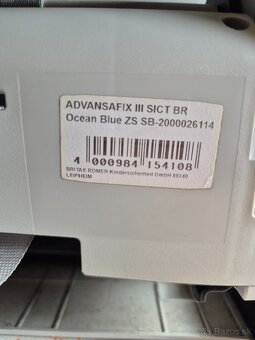 ADVANSAFIX III SICT BR
Ocean Blue ZS SB-2000026114
4 000984 154108
BRITAX RÖMER Kindersicherheit GmbH 89340
LEIPHEIM
Bazos.sk